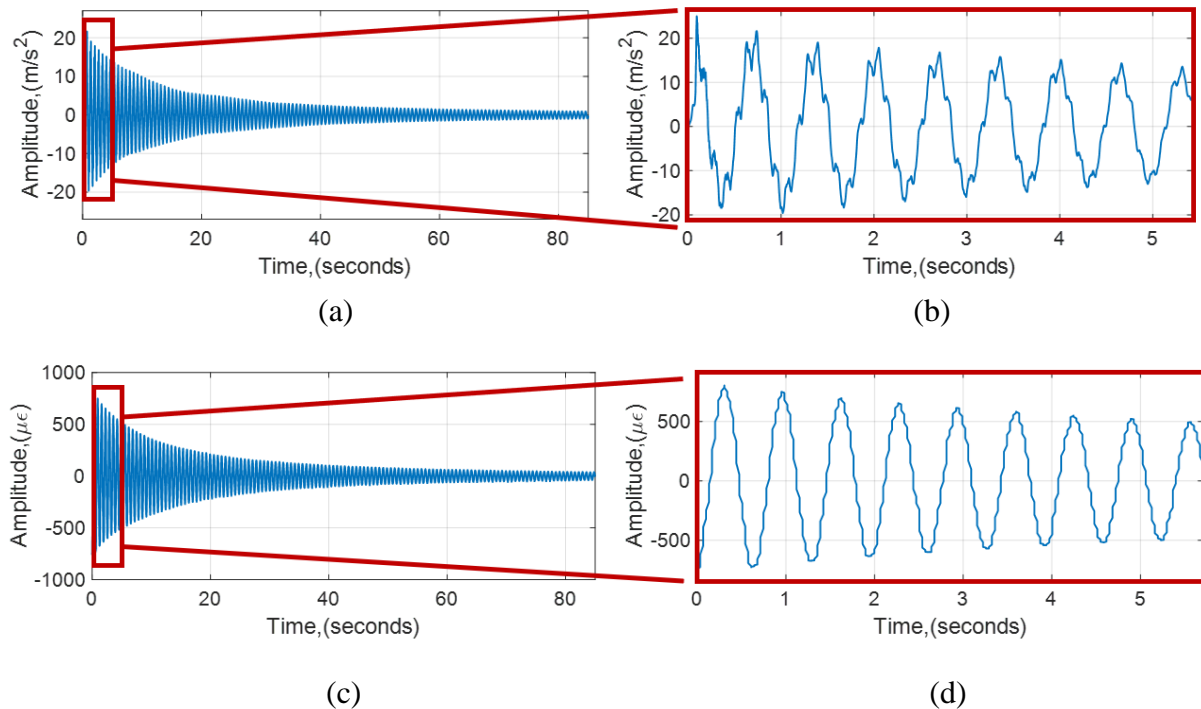 Amplitude,(m/s²)
20
10
0
-10
-20
0 20 40 60 80
Time,(seconds)
(a)
Amplitude,(m/s²)
20
10
0
-10
-20
0 1 2 3 4 5
Time,(seconds)
(b)
Amplitude,(με)
1000
500
0
-500
-1000
0 20 40 60 80
Time,(seconds)
(c)
Amplitude,(με)
500
0
-500
0 1 2 3 4 5
Time,(seconds)
(d)